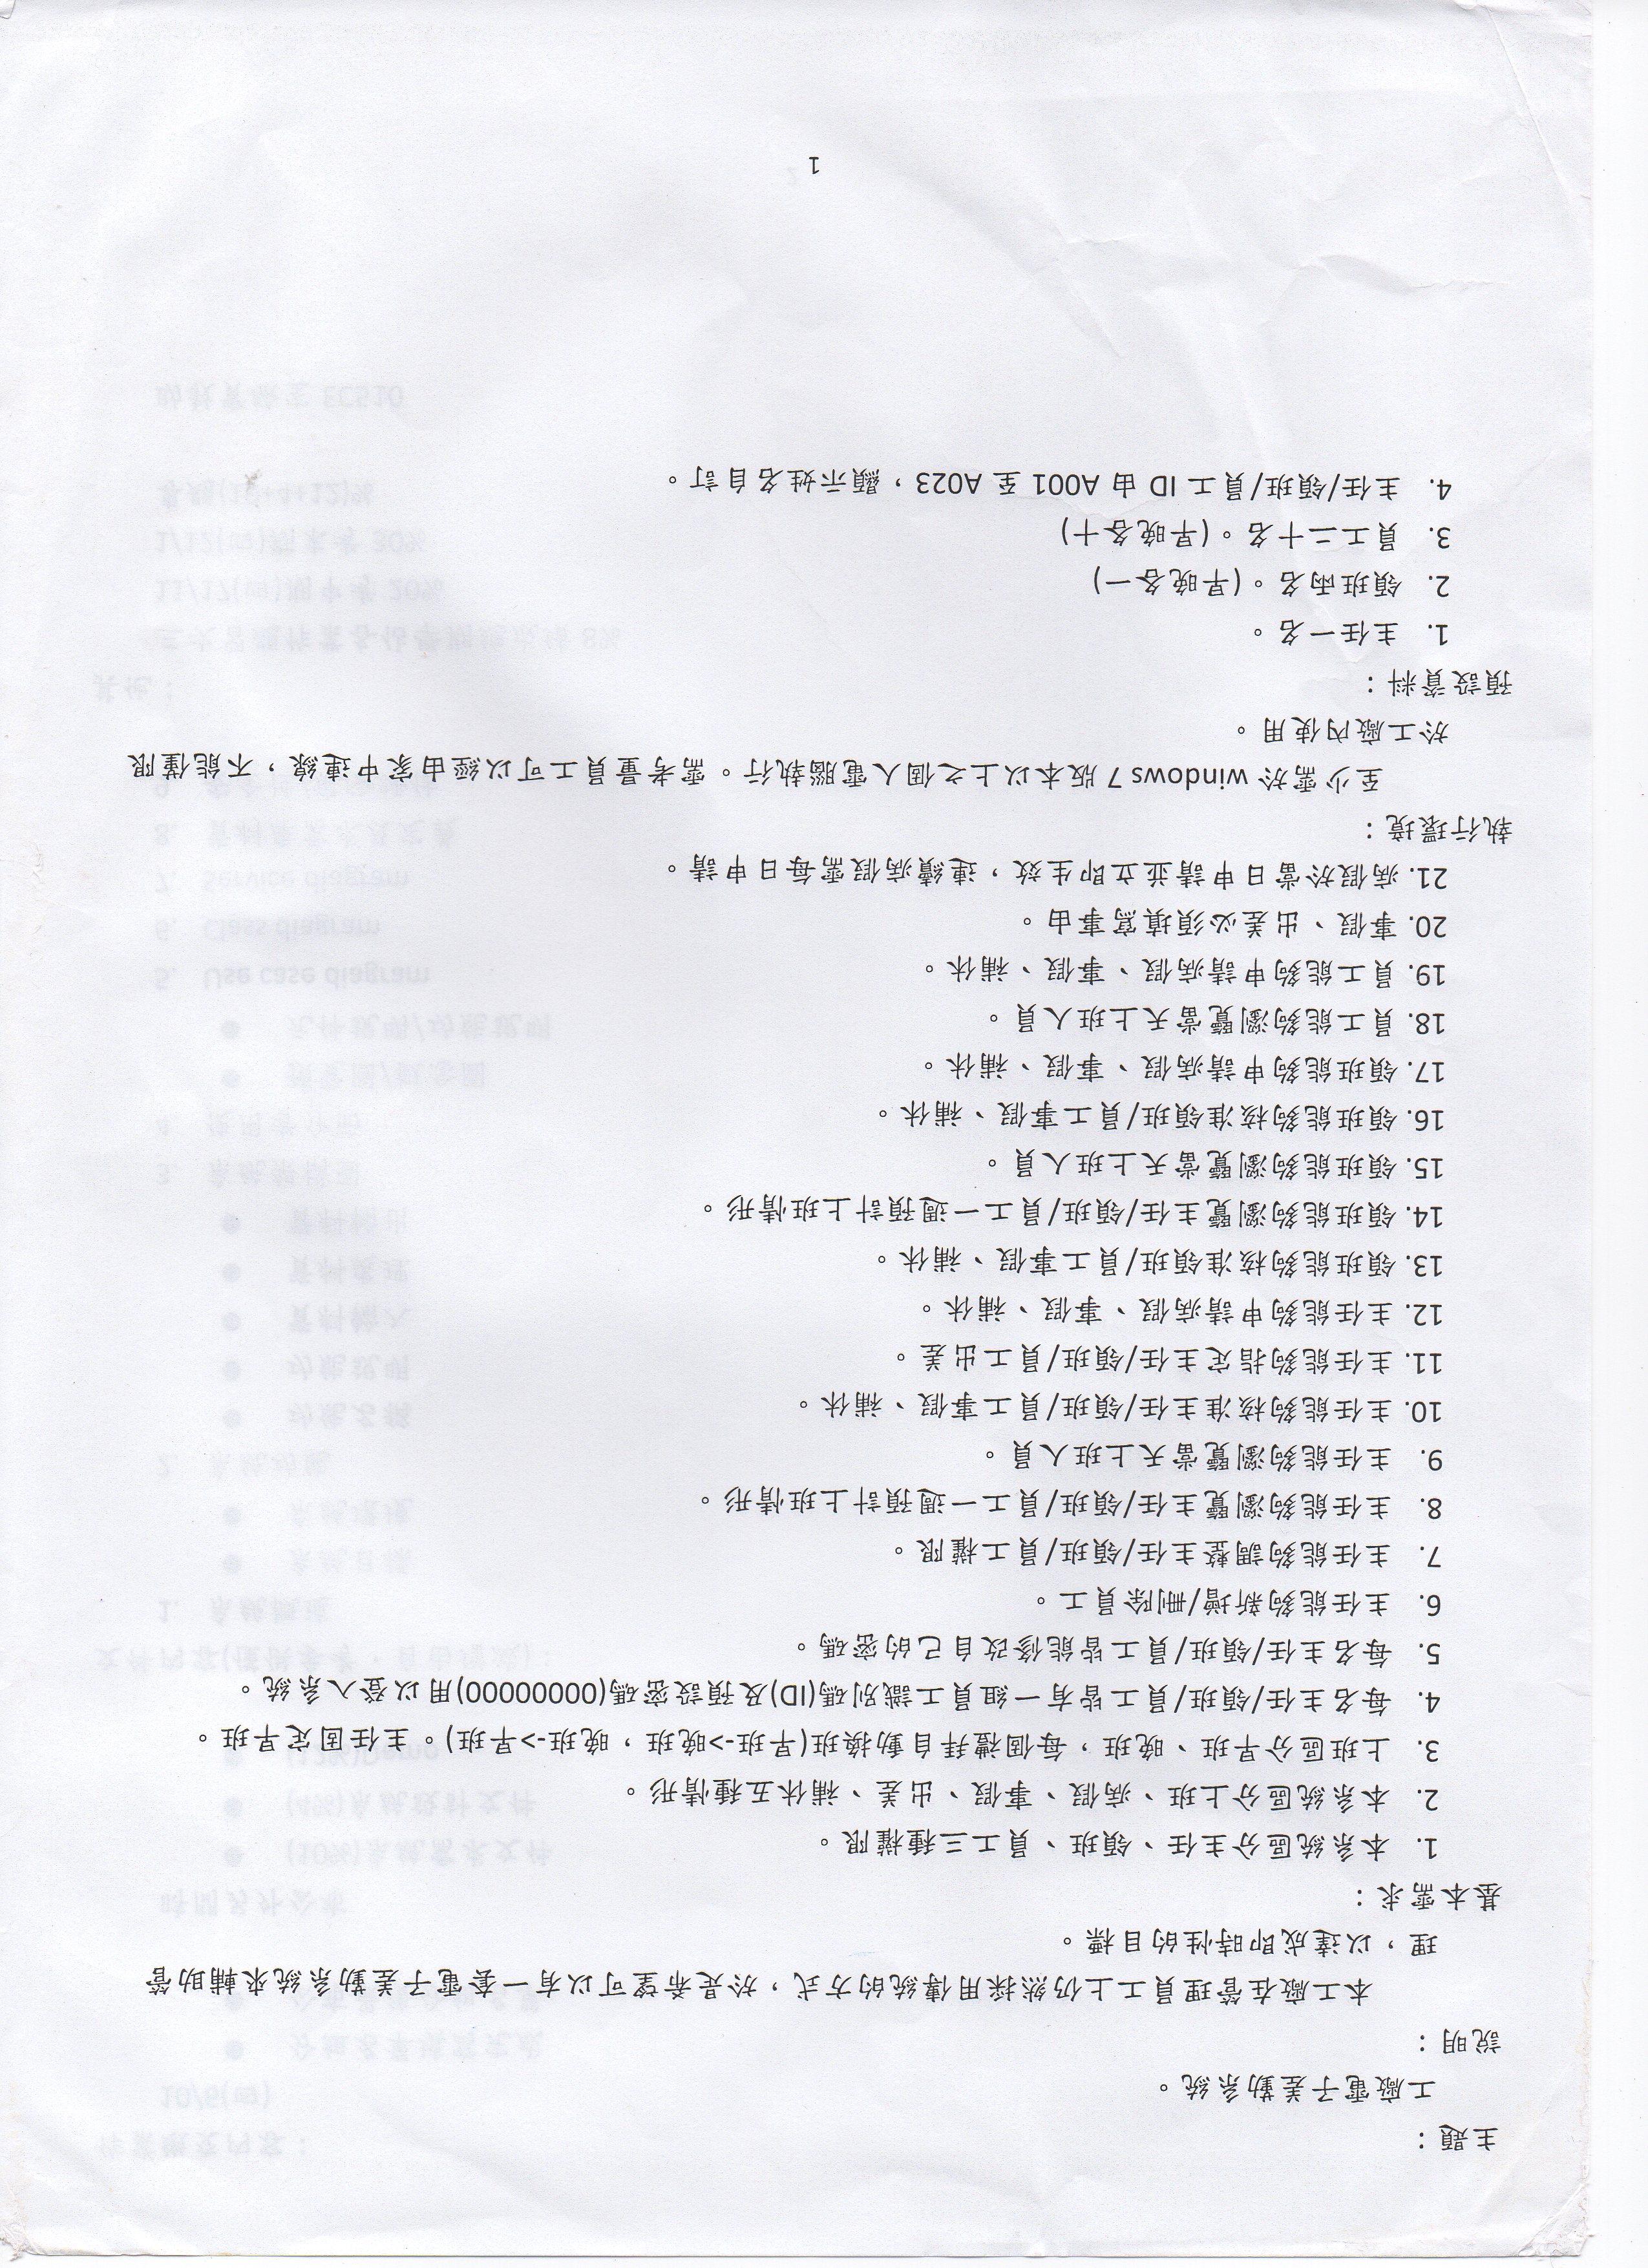 主題：
工廠電子差勤系統。
說明：
本工廠在管理員工上仍然採用傳統的方式，於是希望可以有一套電子差勤系統來輔助管
理，以達成即時性的目標。
基本需求：
1. 本系統區分主任、領班、員工三種權限。
2. 本系統區分上班、病假、事假、出差、補休五種情形。
3. 上班區分早班、晚班，每個禮拜自動換班(早班->晚班，晚班->早班)。主任固定早班。
4. 每名主任/領班/員工皆有一組員工識別碼(ID)及預設密碼(00000000)用以登入系統。
5. 每名主任/領班/員工皆能修改自己的密碼。
6. 主任能夠新增/刪除員工。
7. 主任能夠調整主任/領班/員工權限。
8. 主任能夠瀏覽主任/領班/員工一週預計上班情形。
9. 主任能夠瀏覽當天上班人員。
10. 主任能夠核准主任/領班/員工事假、補休。
11. 主任能夠指定主任/領班/員工出差。
12. 主任能夠申請病假、事假、補休。
13. 領班能夠核准領班/員工事假、補休。
14. 領班能夠瀏覽主任/領班/員工一週預計上班情形。
15. 領班能夠瀏覽當天上班人員。
16. 領班能夠核准領班/員工事假、補休。
17. 領班能夠申請病假、事假、補休。
18. 員工能夠瀏覽當天上班人員。
19. 員工能夠申請病假、事假、補休。
20. 事假、出差必須填寫事由。
21. 病假於當日申請並立即生效，連續病假需每日申請。
執行環境：
至少需於 windows 7 版本以上之個人電腦執行。需考量員工可以經由家中連線，不能僅限
於工廠內使用。
預設資料：
1. 主任一名。
2. 領班兩名。(早晚各一)
3. 員工二十名。(早晚各十)
4. 主任/領班/員工 ID 由 A001 至 A023，顯示姓名自訂。
1